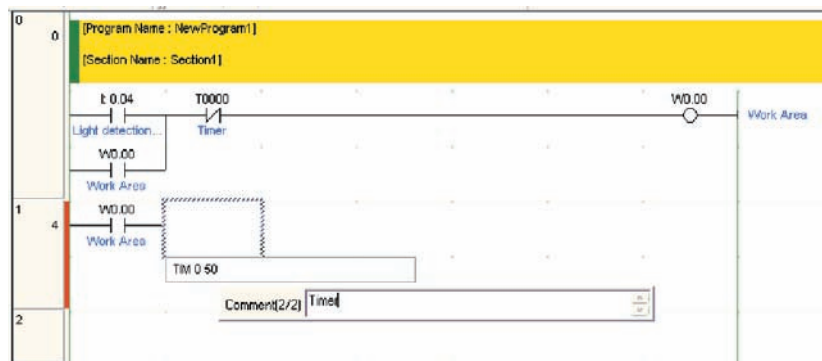 0
0
[Program Name : NewProgram1]
[Section Name : Section1]
I: 0.04 T0000 W0.00
Light detection... Timer Work Area
W0.00
Work Area
1
4
W0.00
Work Area
TIM 0 50
Comment(2/2) Timer
2